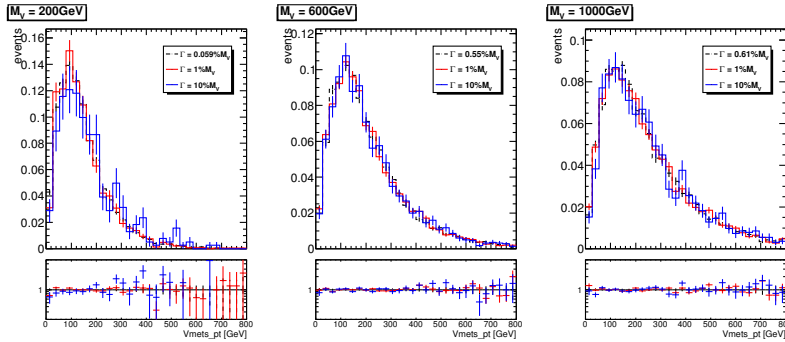 M_V = 200GeV
events
0.16
0.14
0.12
0.1
0.08
0.06
0.04
0.02
0
Γ = 0.059%M_V
Γ = 1%M_V
Γ = 10%M_V
1
0 100 200 300 400 500 600 700 800
Vmets_pt [GeV]
M_V = 600GeV
events
0.12
0.1
0.08
0.06
0.04
0.02
0
Γ = 0.55%M_V
Γ = 1%M_V
Γ = 10%M_V
1
0 100 200 300 400 500 600 700 800
Vmets_pt [GeV]
M_V = 1000GeV
events
0.1
0.08
0.06
0.04
0.02
0
Γ = 0.61%M_V
Γ = 1%M_V
Γ = 10%M_V
1
0 100 200 300 400 500 600 700 800
Vmets_pt [GeV]